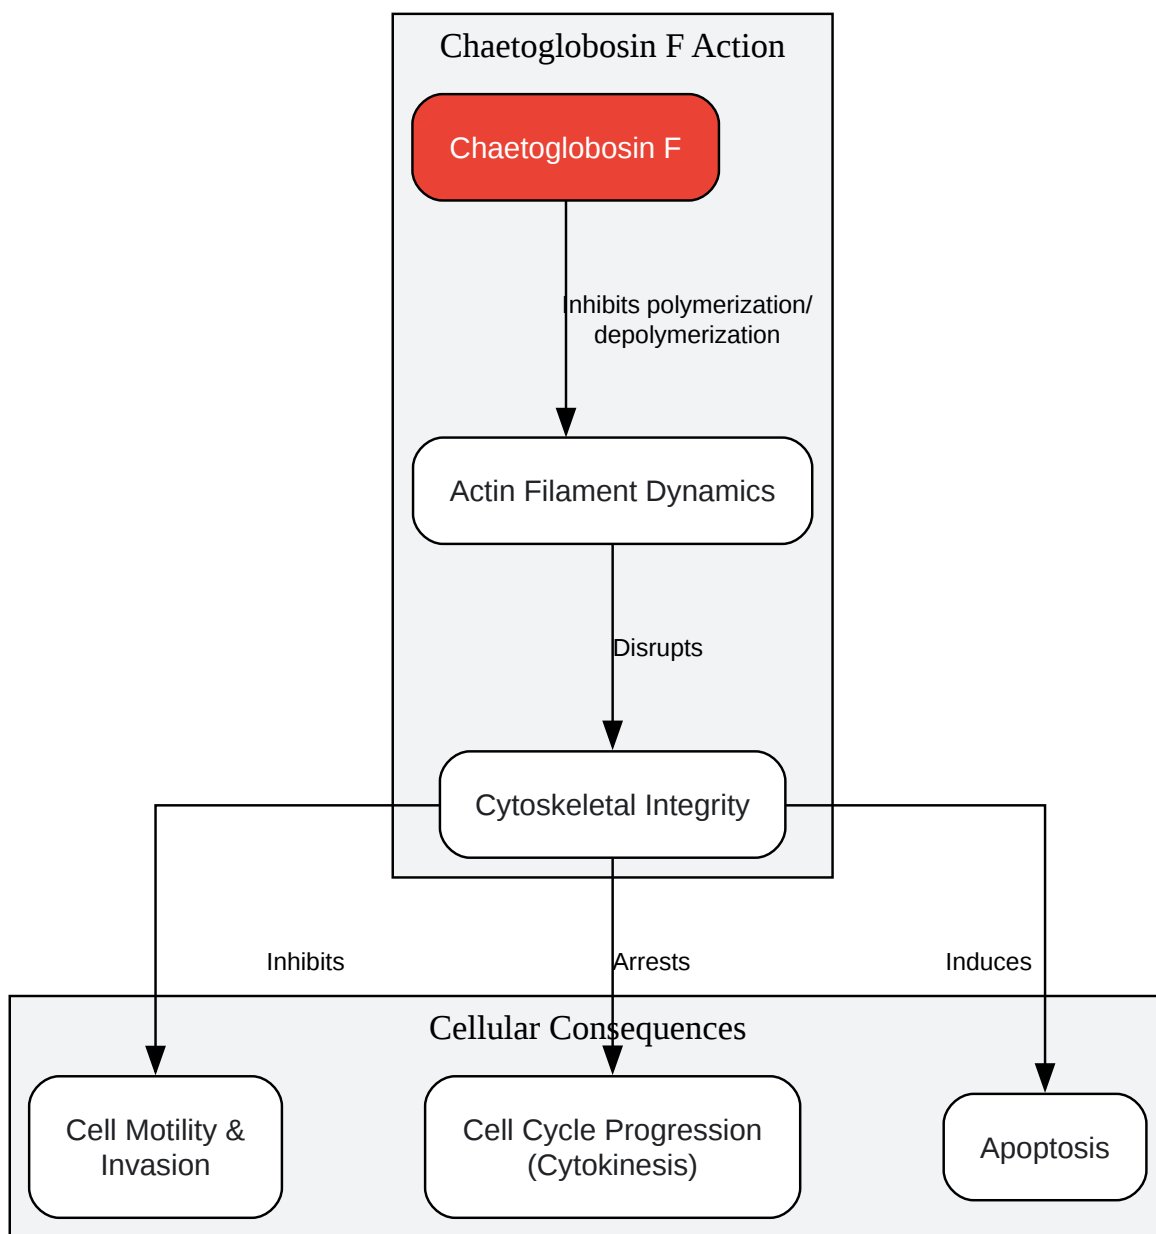 Chaetoglobosin F Action
Chaetoglobosin F
Inhibits polymerization/
depolymerization
Actin Filament Dynamics
Disrupts
Cytoskeletal Integrity
Inhibits
Arrests
Induces
Cellular Consequences
Cell Motility &
Invasion
Cell Cycle Progression
(Cytokinesis)
Apoptosis